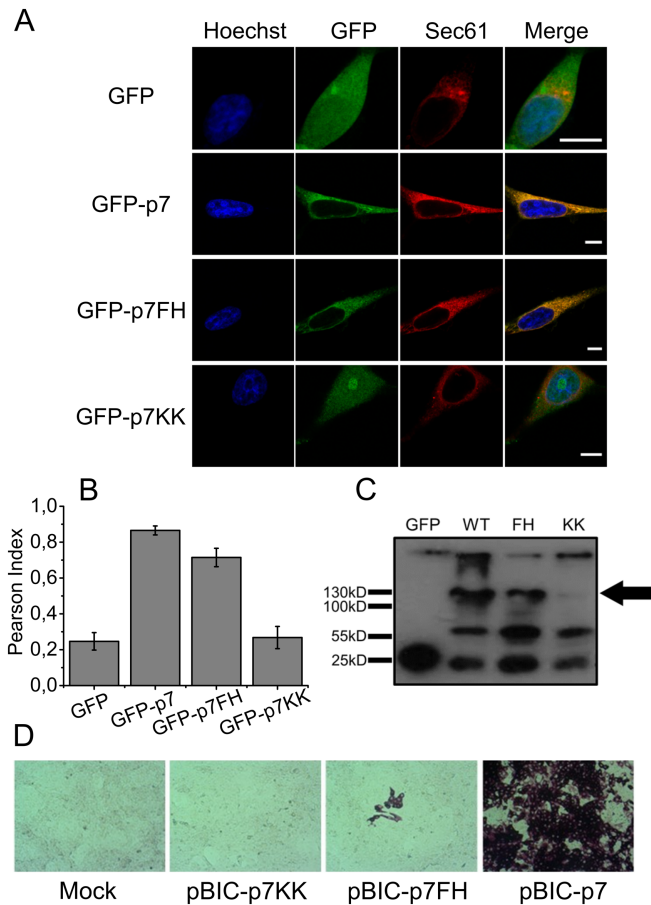 A
Hoechst GFP Sec61 Merge
GFP
GFP-p7
GFP-p7FH
GFP-p7KK
B
Pearson Index
1,0
0,8
0,6
0,4
0,2
0,0
GFP GFP-p7 GFP-p7FH GFP-p7KK
C
GFP WT FH KK
130kD
100kD
55kD
25kD
D
Mock pBIC-p7KK pBIC-p7FH pBIC-p7